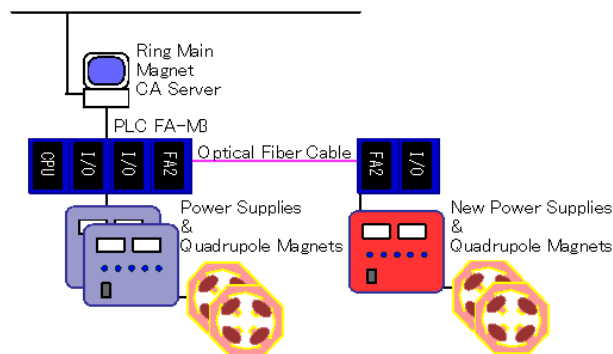 Ring Main
Magnet
CA Server
PLC FA-M3
CPU
I/O
I/O
FA2
Optical Fiber Cable
FA2
I/O
Power Supplies
&
Quadrupole Magnets
New Power Supplies
&
Quadrupole Magnets